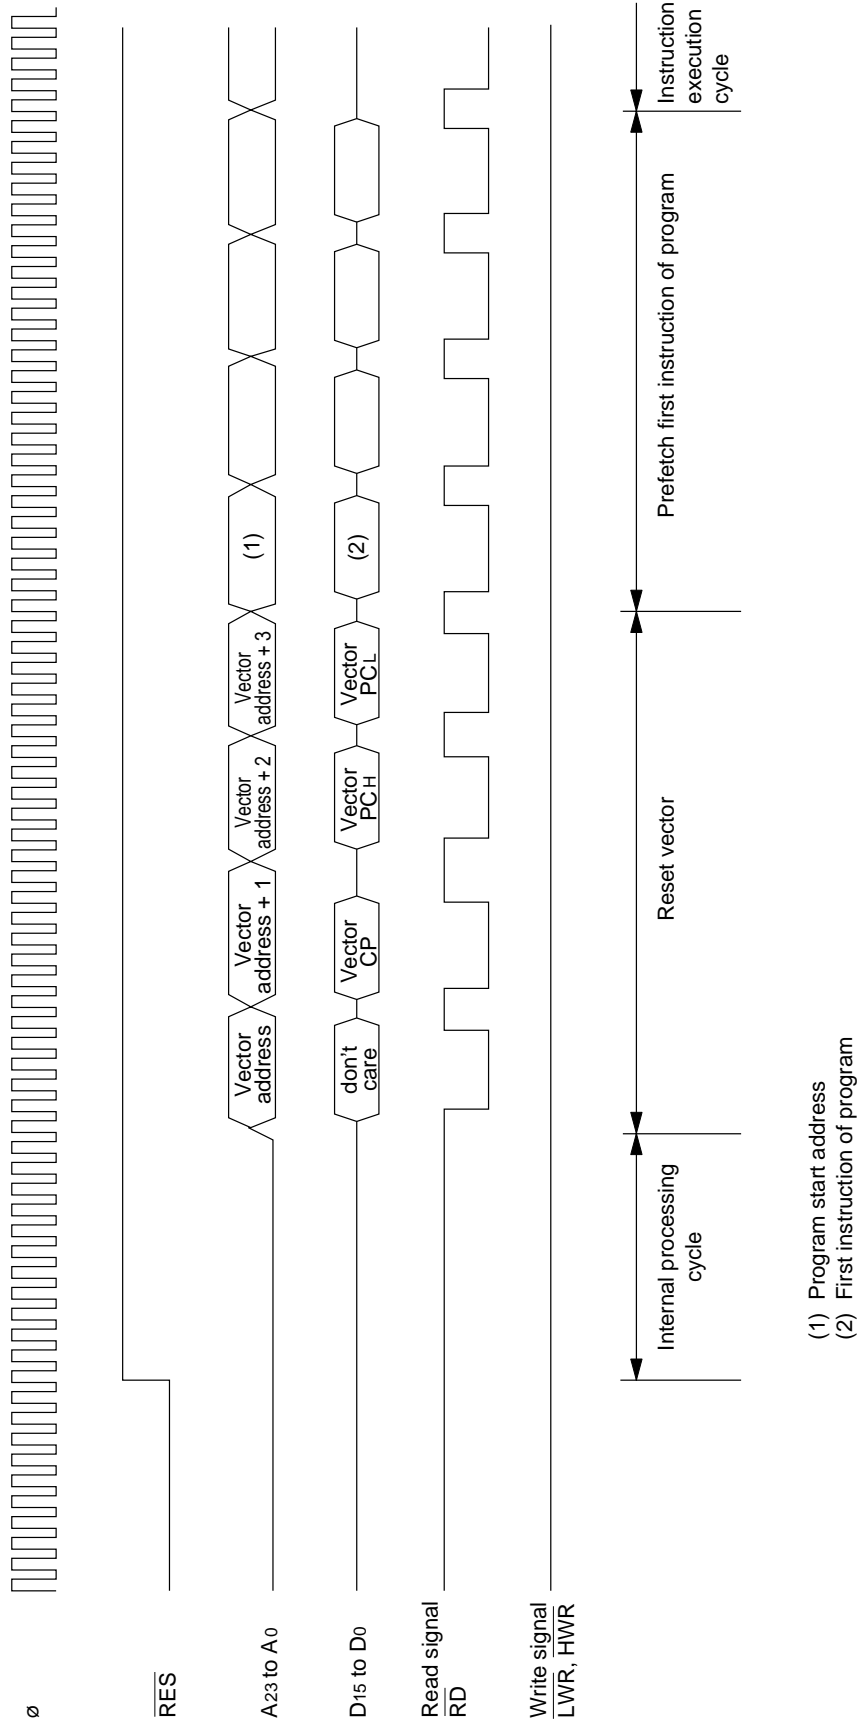 ø
RES
A23 to A0
Vector
address
Vector
address + 1
Vector
address + 2
Vector
address + 3
(1)
D15 to D0
don't
care
Vector
CP
Vector
PCH
Vector
PCL
(2)
Read signal
RD
Write signal
LWR, HWR
Internal processing
cycle
Reset vector
Prefetch first instruction of program
Instruction
execution
cycle
(1) Program start address
(2) First instruction of program